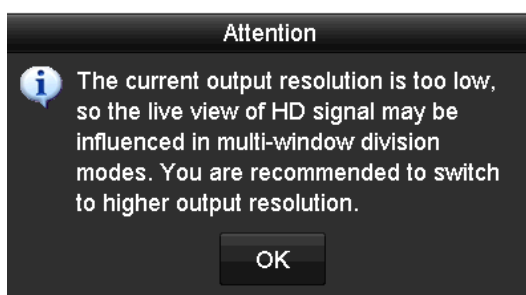 Attention
The current output resolution is too low,
so the live view of HD signal may be
influenced in multi-window division
modes. You are recommended to switch
to higher output resolution.
OK